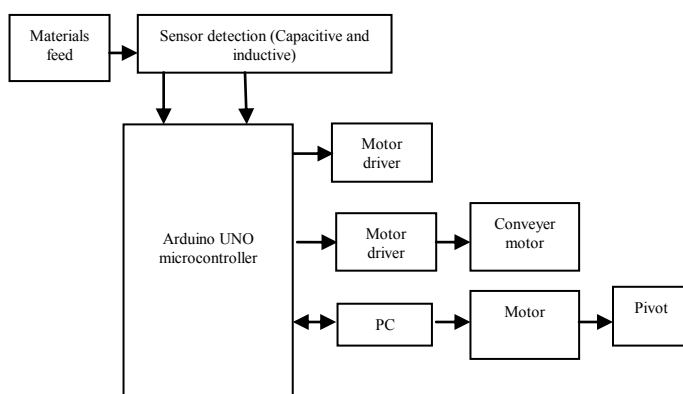 Materials
feed
Sensor detection (Capacitive and
inductive)
Motor
driver
Arduino UNO
microcontroller
Motor
driver
Conveyer
motor
PC
Motor
Pivot